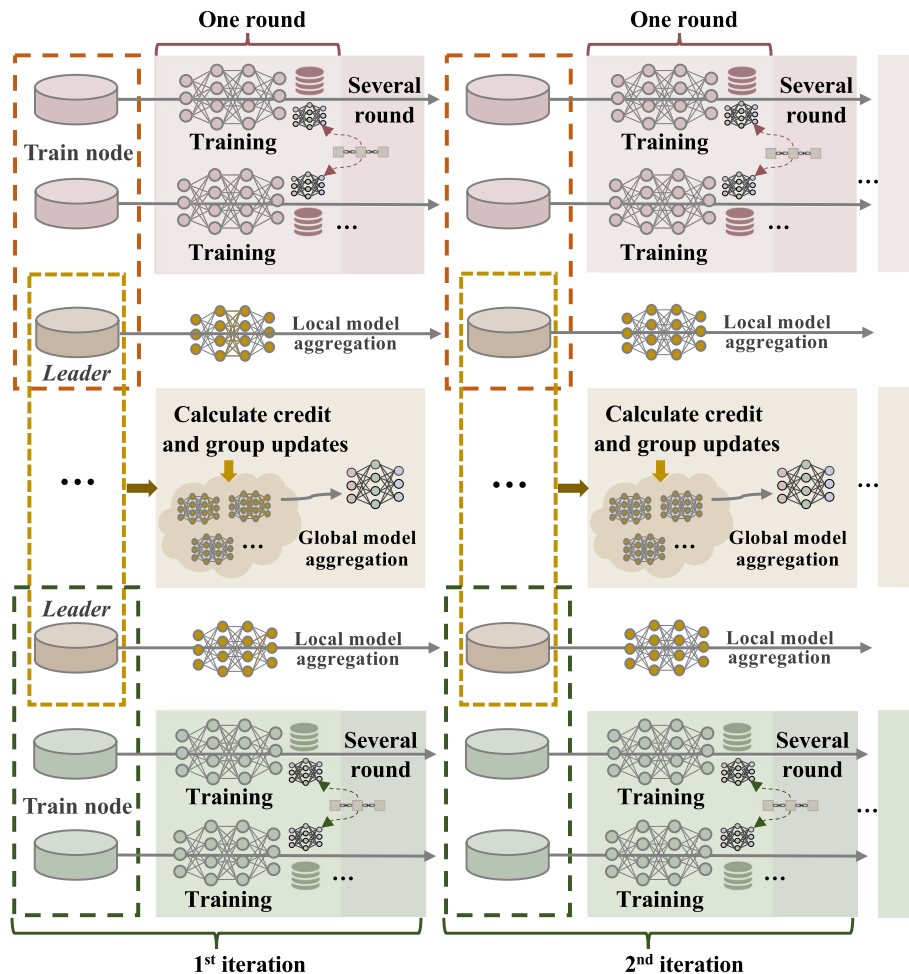 One round
One round
Several
round
Training
Train node
Training
...
Several
round
Training
Training
...
...
Local model
aggregation
Leader
Local model
aggregation
Calculate credit
and group updates
...
...
Global model
aggregation
Calculate credit
and group updates
...
...
Global model
aggregation
...
Leader
Local model
aggregation
Local model
aggregation
Several
round
Training
Train node
Training
...
Several
round
Training
Training
...
...
1st iteration
2nd iteration